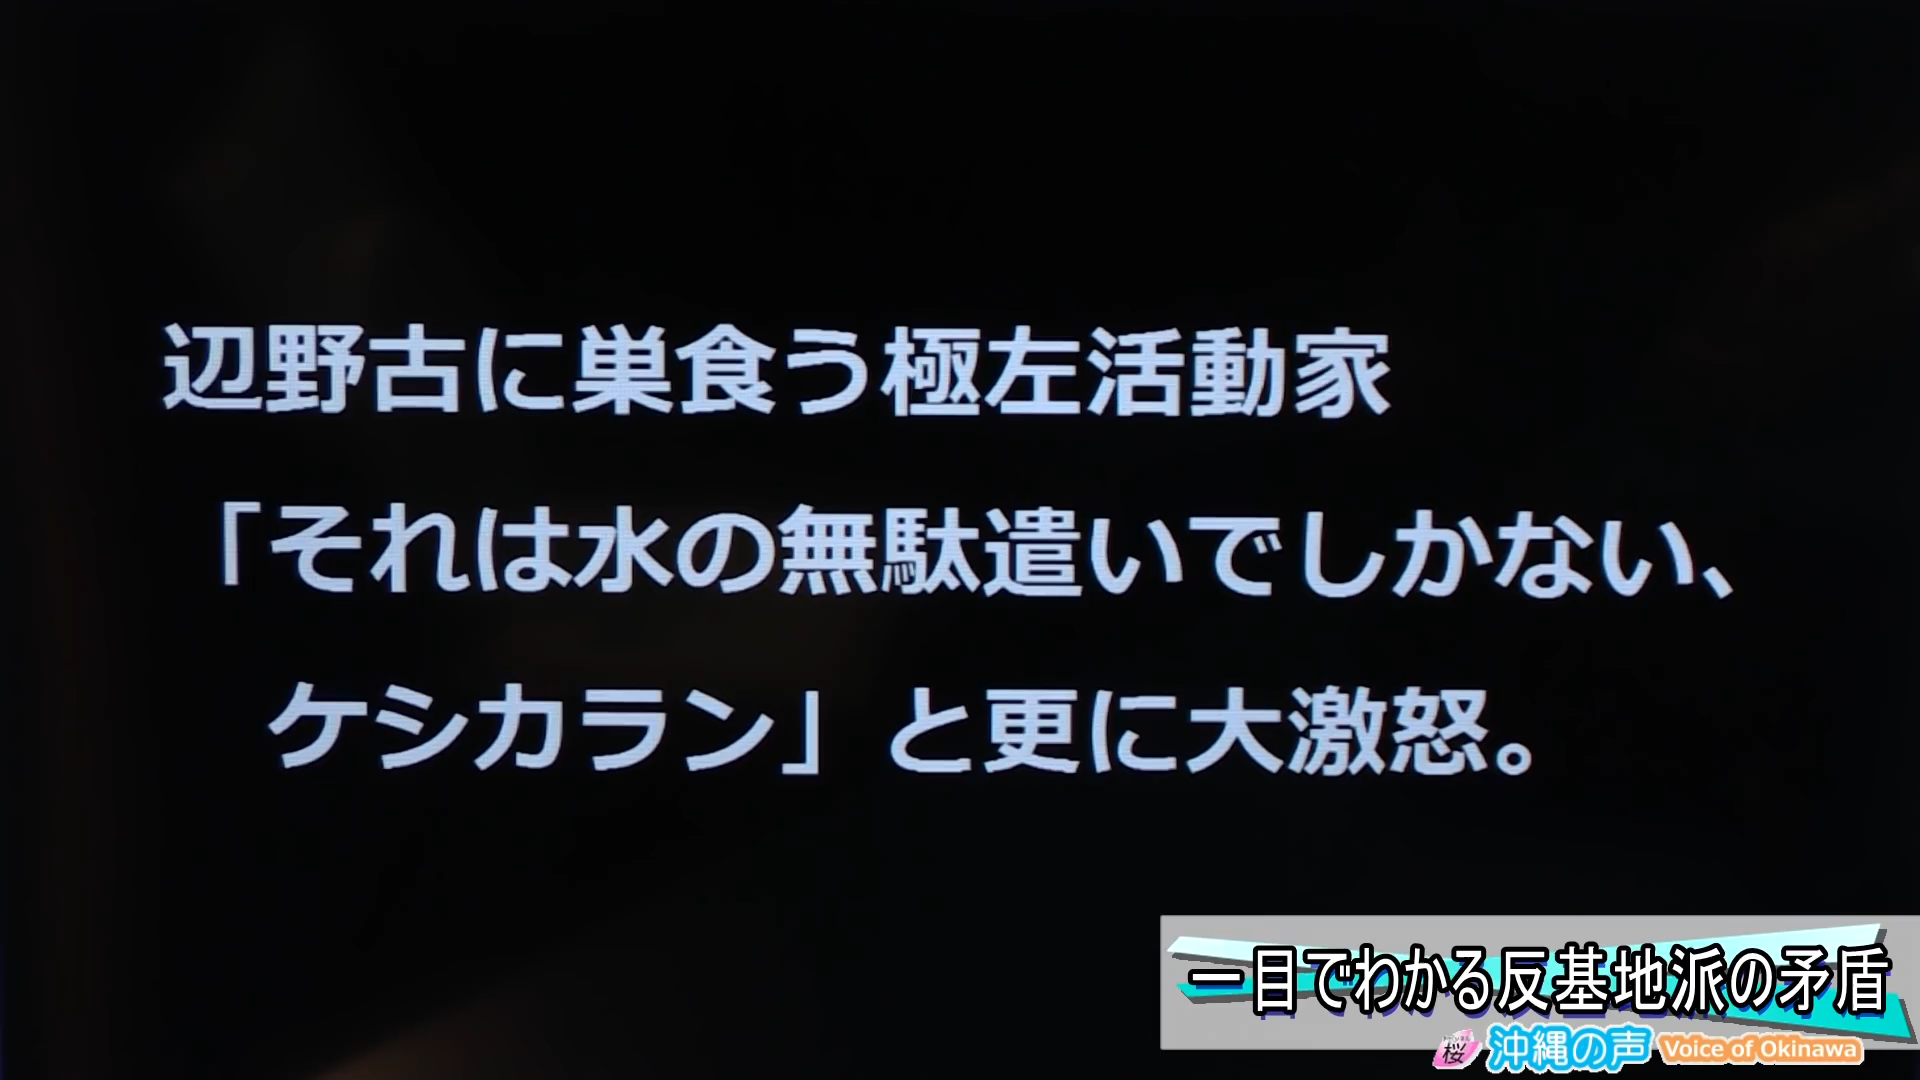 辺野古に巣食う極左活動家
「それは水の無駄遣いでしかない、
ケシカラン」と更に大激怒。
一目でわかる反基地派の矛盾
桜 沖縄の声 Voice of Okinawa